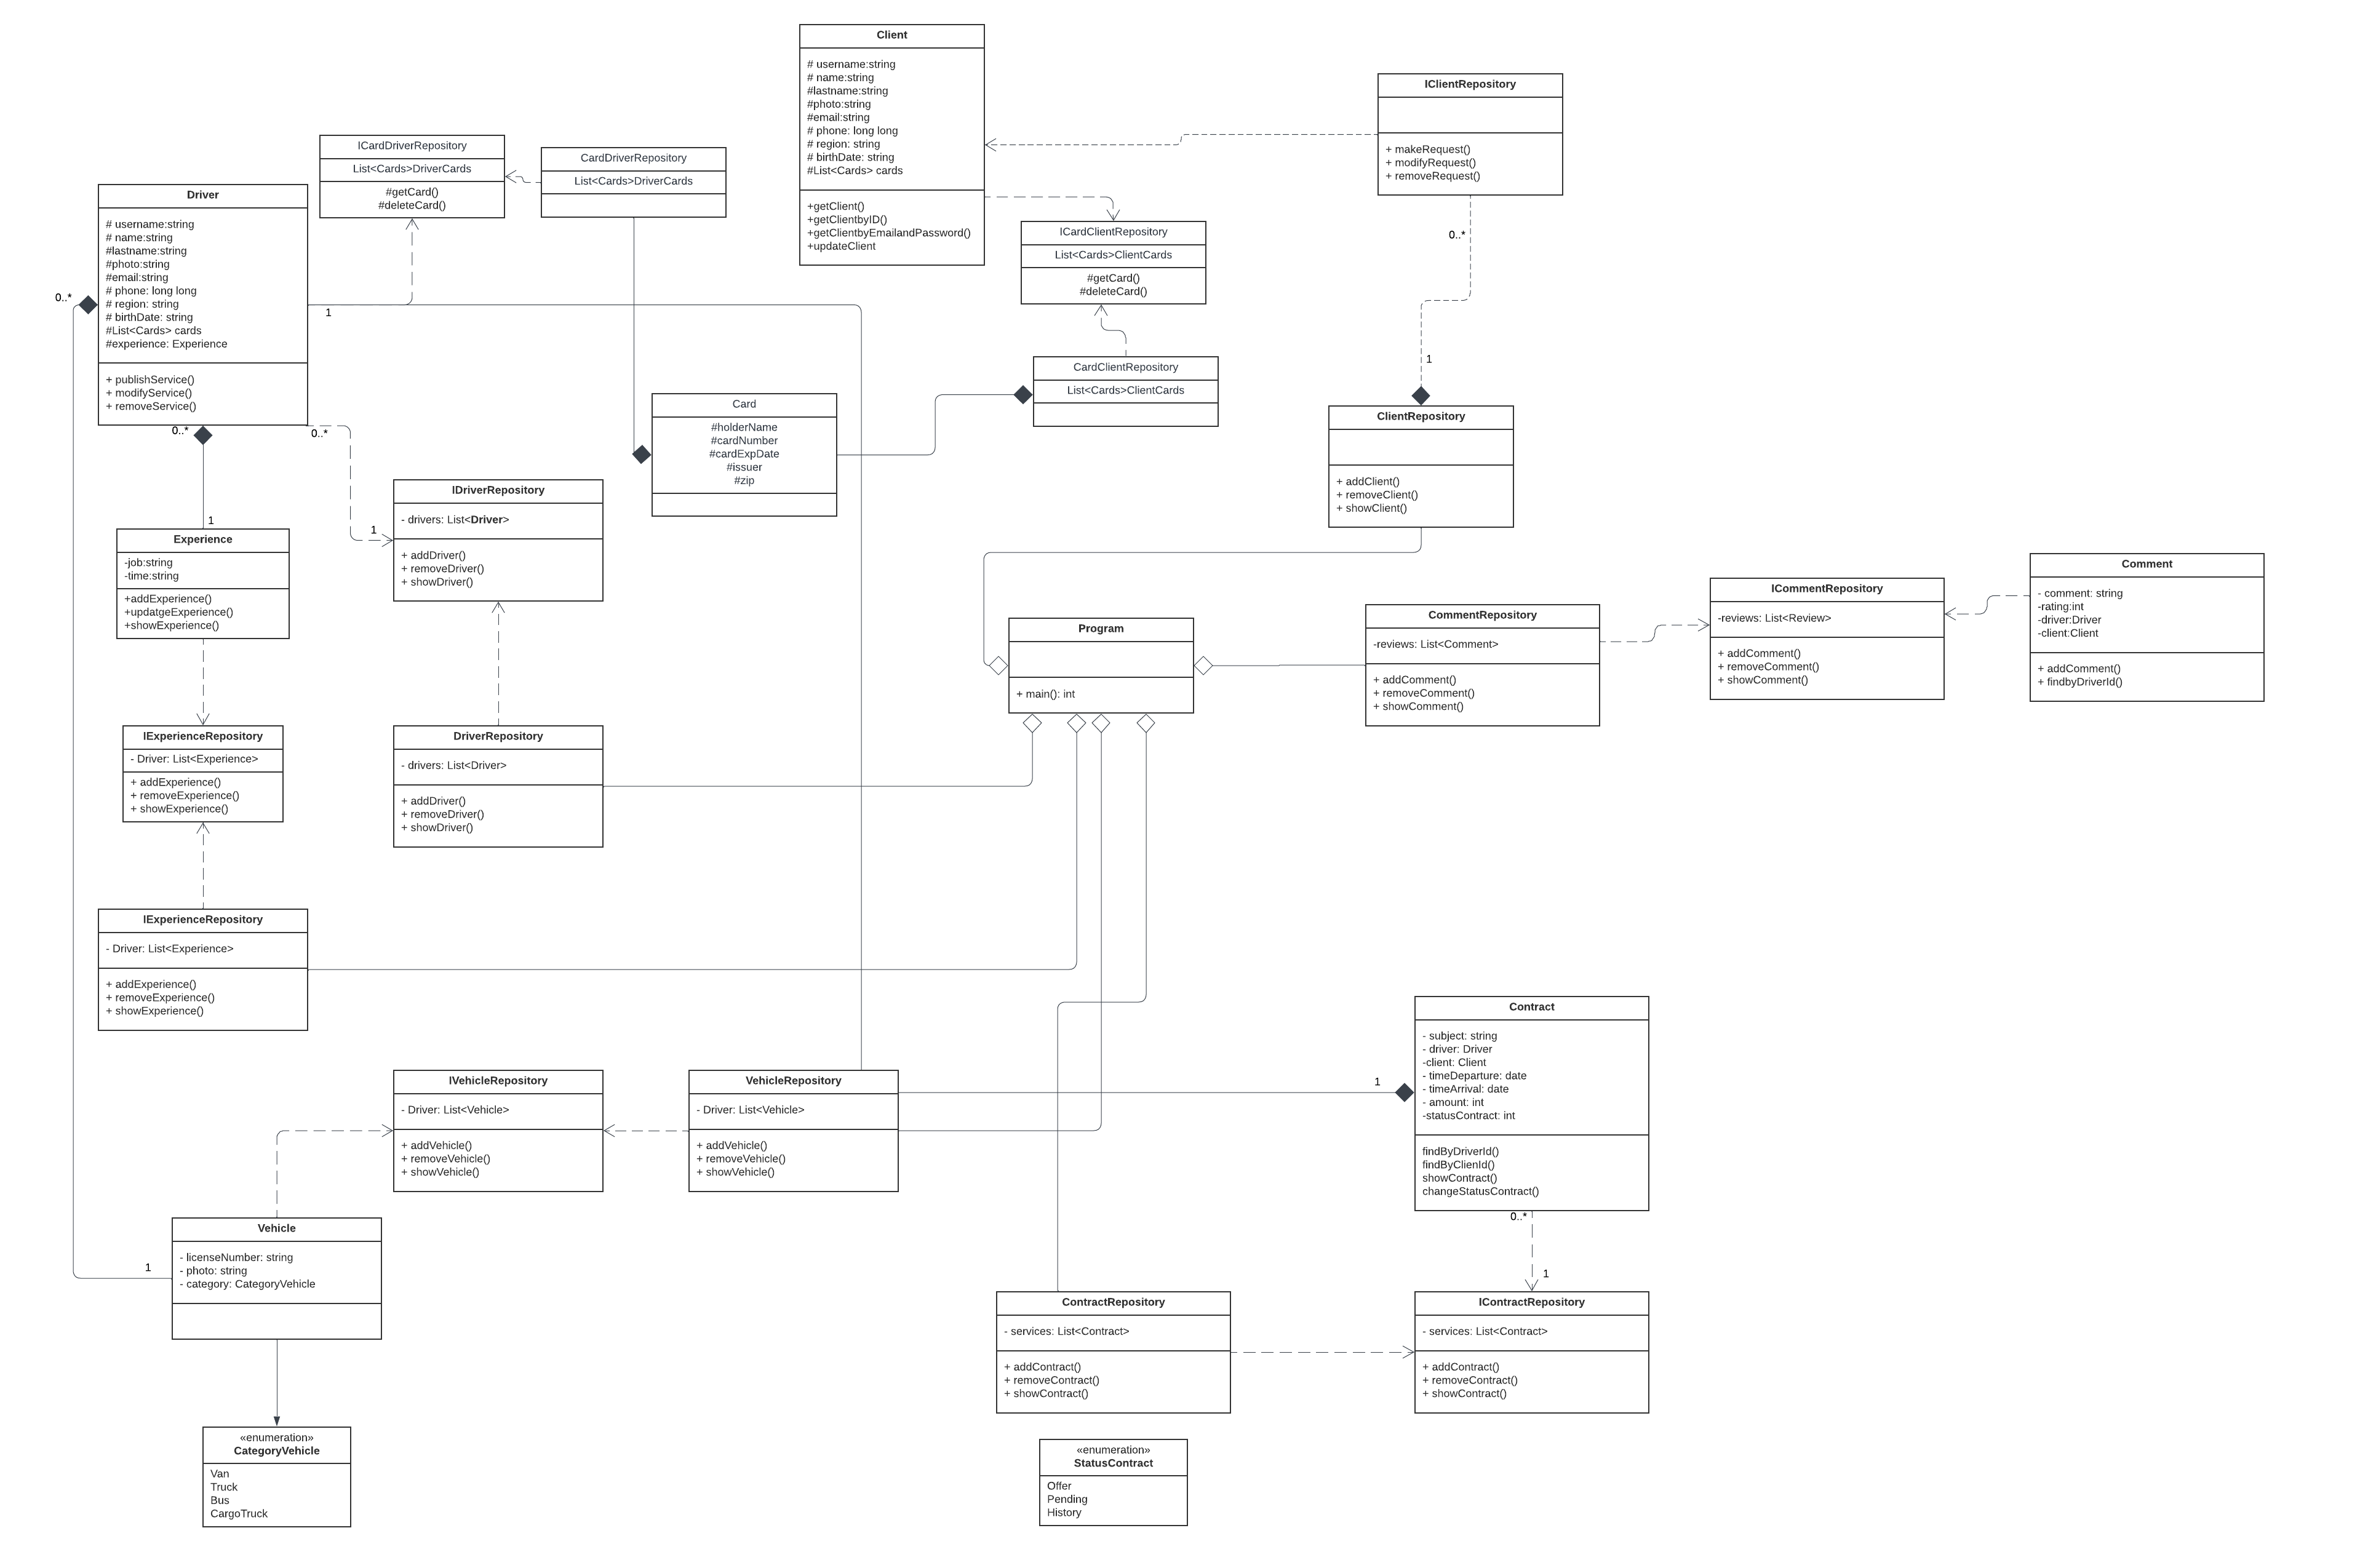 Client
# username:string
# name:string
#lastname:string
#photo:string
#email:string
# phone: long long
# region: string
# birthDate: string
#List<Cards> cards
+getClient()
+getClientbyID()
+getClientbyEmailandPassword()
+updateClient
IClientRepository
+ makeRequest()
+ modifyRequest()
+ removeRequest()
0..*
1
ICardDriverRepository
List<Cards>DriverCards
#getCard()
#deleteCard()
CardDriverRepository
List<Cards>DriverCards
Driver
# username:string
# name:string
#lastname:string
#photo:string
#email:string
# phone: long long
# region: string
# birthDate: string
#List<Cards> cards
#experience: Experience
+ publishService()
+ modifyService()
+ removeService()
0..*
1
0..*
0..*
1
1
ICardClientRepository
List<Cards>ClientCards
#getCard()
#deleteCard()
CardClientRepository
List<Cards>ClientCards
Card
#holderName
#cardNumber
#cardExpDate
#issuer
#zip
ClientRepository
+ addClient()
+ removeClient()
+ showClient()
IDriverRepository
- drivers: List<Driver>
+ addDriver()
+ removeDriver()
+ showDriver()
Experience
-job:string
-time:string
+addExperience()
+updatgeExperience()
+showExperience()
Program
+ main(): int
CommentRepository
-reviews: List<Comment>
+ addComment()
+ removeComment()
+ showComment()
ICommentRepository
-reviews: List<Review>
+ addComment()
+ removeComment()
+ showComment()
Comment
- comment: string
-rating:int
-driver:Driver
-client:Client
+ addComment()
+ findbyDriverId()
IExperienceRepository
- Driver: List<Experience>
+ addExperience()
+ removeExperience()
+ showExperience()
DriverRepository
- drivers: List<Driver>
+ addDriver()
+ removeDriver()
+ showDriver()
IExperienceRepository
- Driver: List<Experience>
+ addExperience()
+ removeExperience()
+ showExperience()
IVehicleRepository
- Driver: List<Vehicle>
+ addVehicle()
+ removeVehicle()
+ showVehicle()
VehicleRepository
- Driver: List<Vehicle>
+ addVehicle()
+ removeVehicle()
+ showVehicle()
1
Contract
- subject: string
- driver: Driver
-client: Client
- timeDeparture: date
- timeArrival: date
- amount: int
-statusContract: int
findByDriverId()
findByClienId()
showContract()
changeStatusContract()
0..*
1
Vehicle
- licenseNumber: string
- photo: string
- category: CategoryVehicle
1
ContractRepository
- services: List<Contract>
+ addContract()
+ removeContract()
+ showContract()
IContractRepository
- services: List<Contract>
+ addContract()
+ removeContract()
+ showContract()
«enumeration»
CategoryVehicle
Van
Truck
Bus
CargoTruck
«enumeration»
StatusContract
Offer
Pending
History